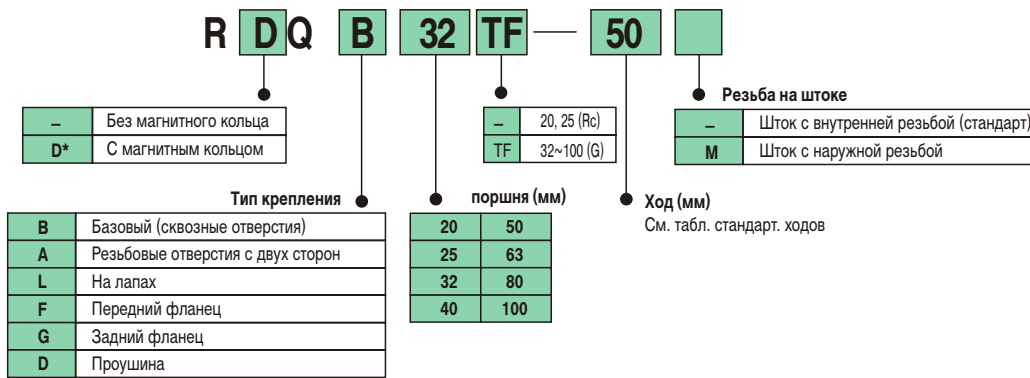 R D Q B 32 TF — 50
Резьба на штоке
– Без магнитного кольца
D* С магнитным кольцом
– 20, 25 (Rc)
TF 32~100 (G)
– Шток с внутренней резьбой (стандарт)
M Шток с наружной резьбой
Тип крепления
поршня (мм)
Ход (мм)
См. табл. стандарт. ходов
B Базовый (сквозные отверстия)
A Резьбовые отверстия с двух сторон
L На лапах
F Передний фланец
G Задний фланец
D Проушина
20 50
25 63
32 80
40 100